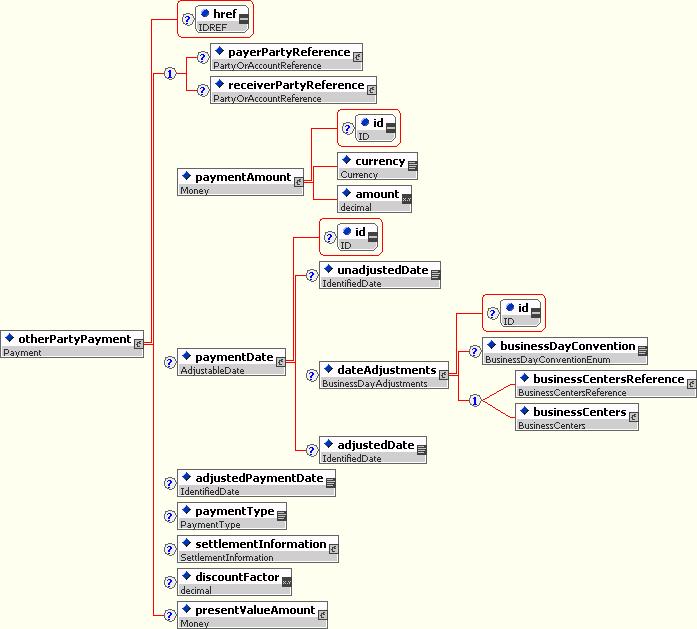 href
IDREF
?
? payerPartyReference
PartyOrAccountReference
1
? receiverPartyReference
PartyOrAccountReference
? id
ID
paymentAmount
Money
currency
Currency
amount
decimal
? id
ID
? unadjustedDate
IdentifiedDate
otherPartyPayment
Payment
? paymentDate
AdjustableDate
? dateAdjustments
BusinessDayAdjustments
? id
ID
? businessDayConvention
BusinessDayConventionEnum
1
businessCentersReference
BusinessCentersReference
businessCenters
BusinessCenters
? adjustedDate
IdentifiedDate
? adjustedPaymentDate
IdentifiedDate
? paymentType
PaymentType
? settlementInformation
SettlementInformation
? discountFactor
decimal
? presentValueAmount
Money